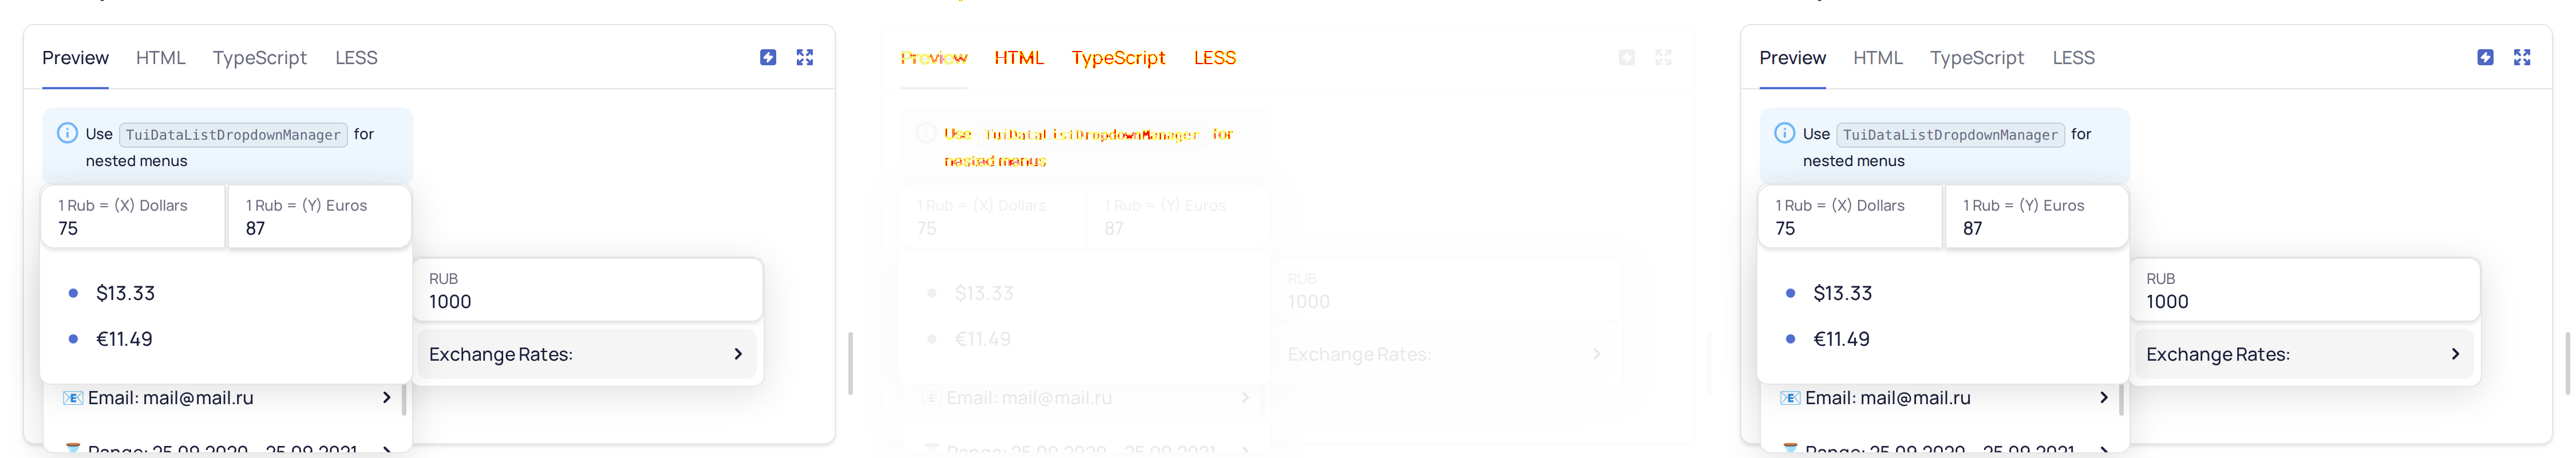 Preview HTML TypeScript LESS
Use TuiDataListDropdownManager for
nested menus
1 Rub = (X) Dollars 1 Rub = (Y) Euros
75 87
RUB
$13.33 1000
€11.49
Exchange Rates:
Email: mail@mail.ru
Range: 25.09.2020 - 25.09.2021
Preview HTML TypeScript LESS
Use TuiDataListDropdownManager for
nested menus
1 Rub = (X) Dollars 1 Rub = (Y) Euros
75 87
RUB
$13.33 1000
€11.49
Exchange Rates:
Email: mail@mail.ru
Range: 25.09.2020 - 25.09.2021
Preview HTML TypeScript LESS
Use TuiDataListDropdownManager for
nested menus
1 Rub = (X) Dollars 1 Rub = (Y) Euros
75 87
RUB
$13.33 1000
€11.49
Exchange Rates:
Email: mail@mail.ru
Range: 25.09.2020 - 25.09.2021